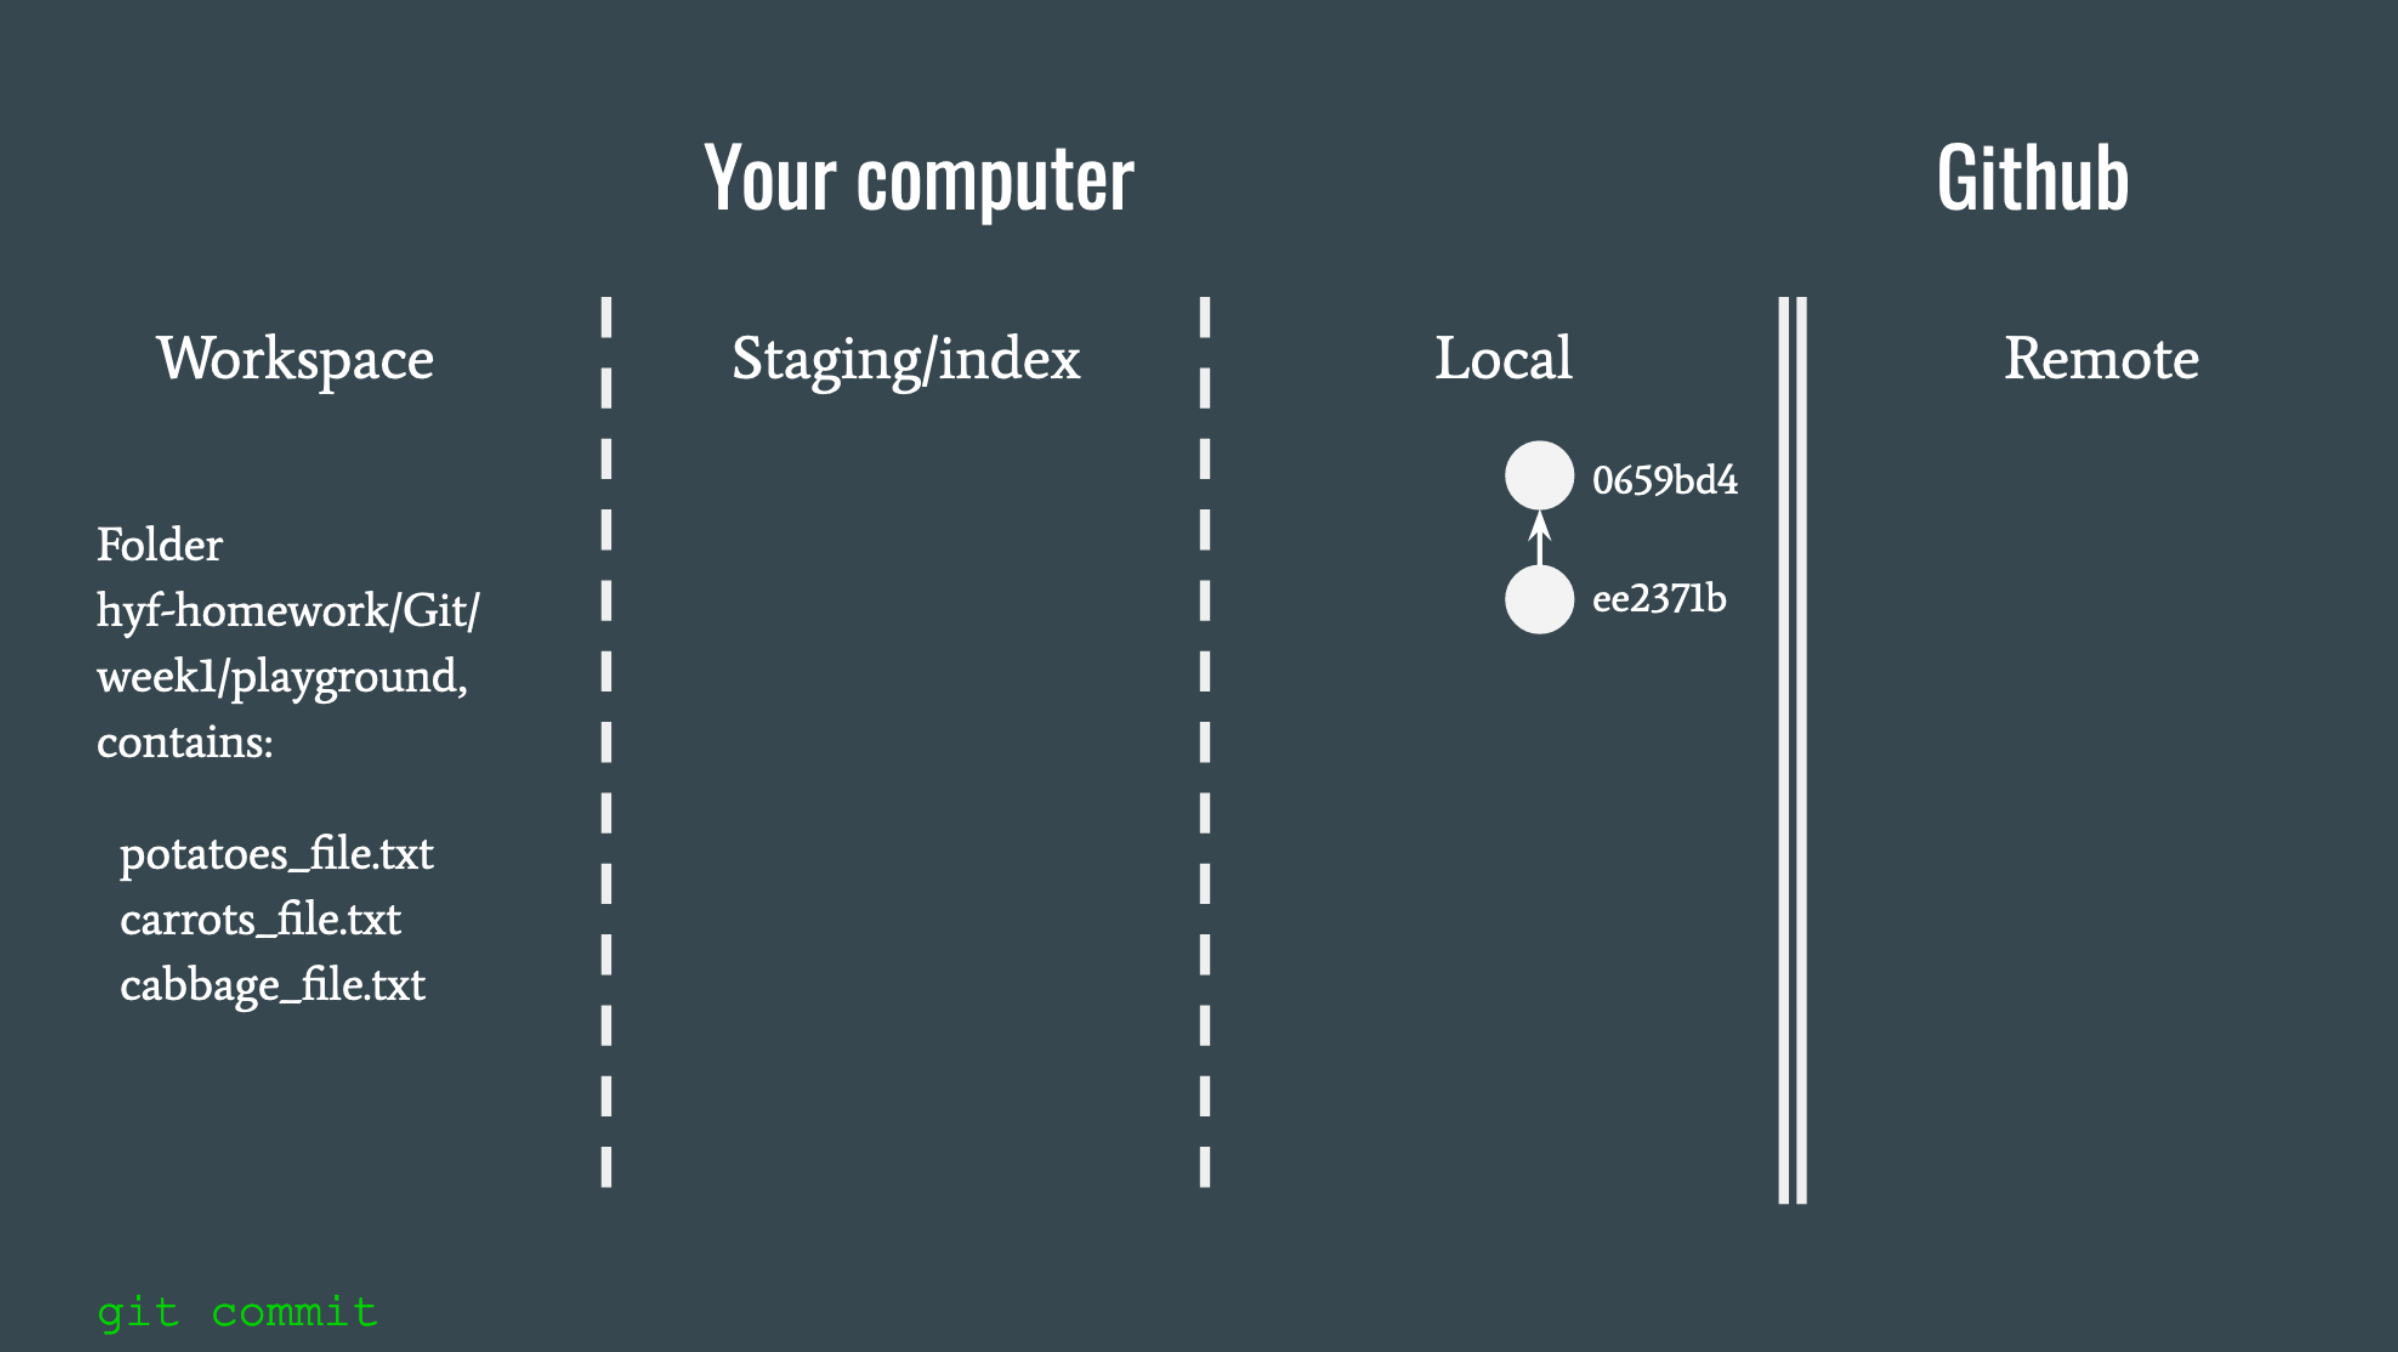 Your computer
Github
Workspace
Staging/index
Local
Remote
0659bd4
ee2371b
Folder
hyf-homework/Git/
week1/playground,
contains:
potatoes_file.txt
carrots_file.txt
cabbage_file.txt
git commit